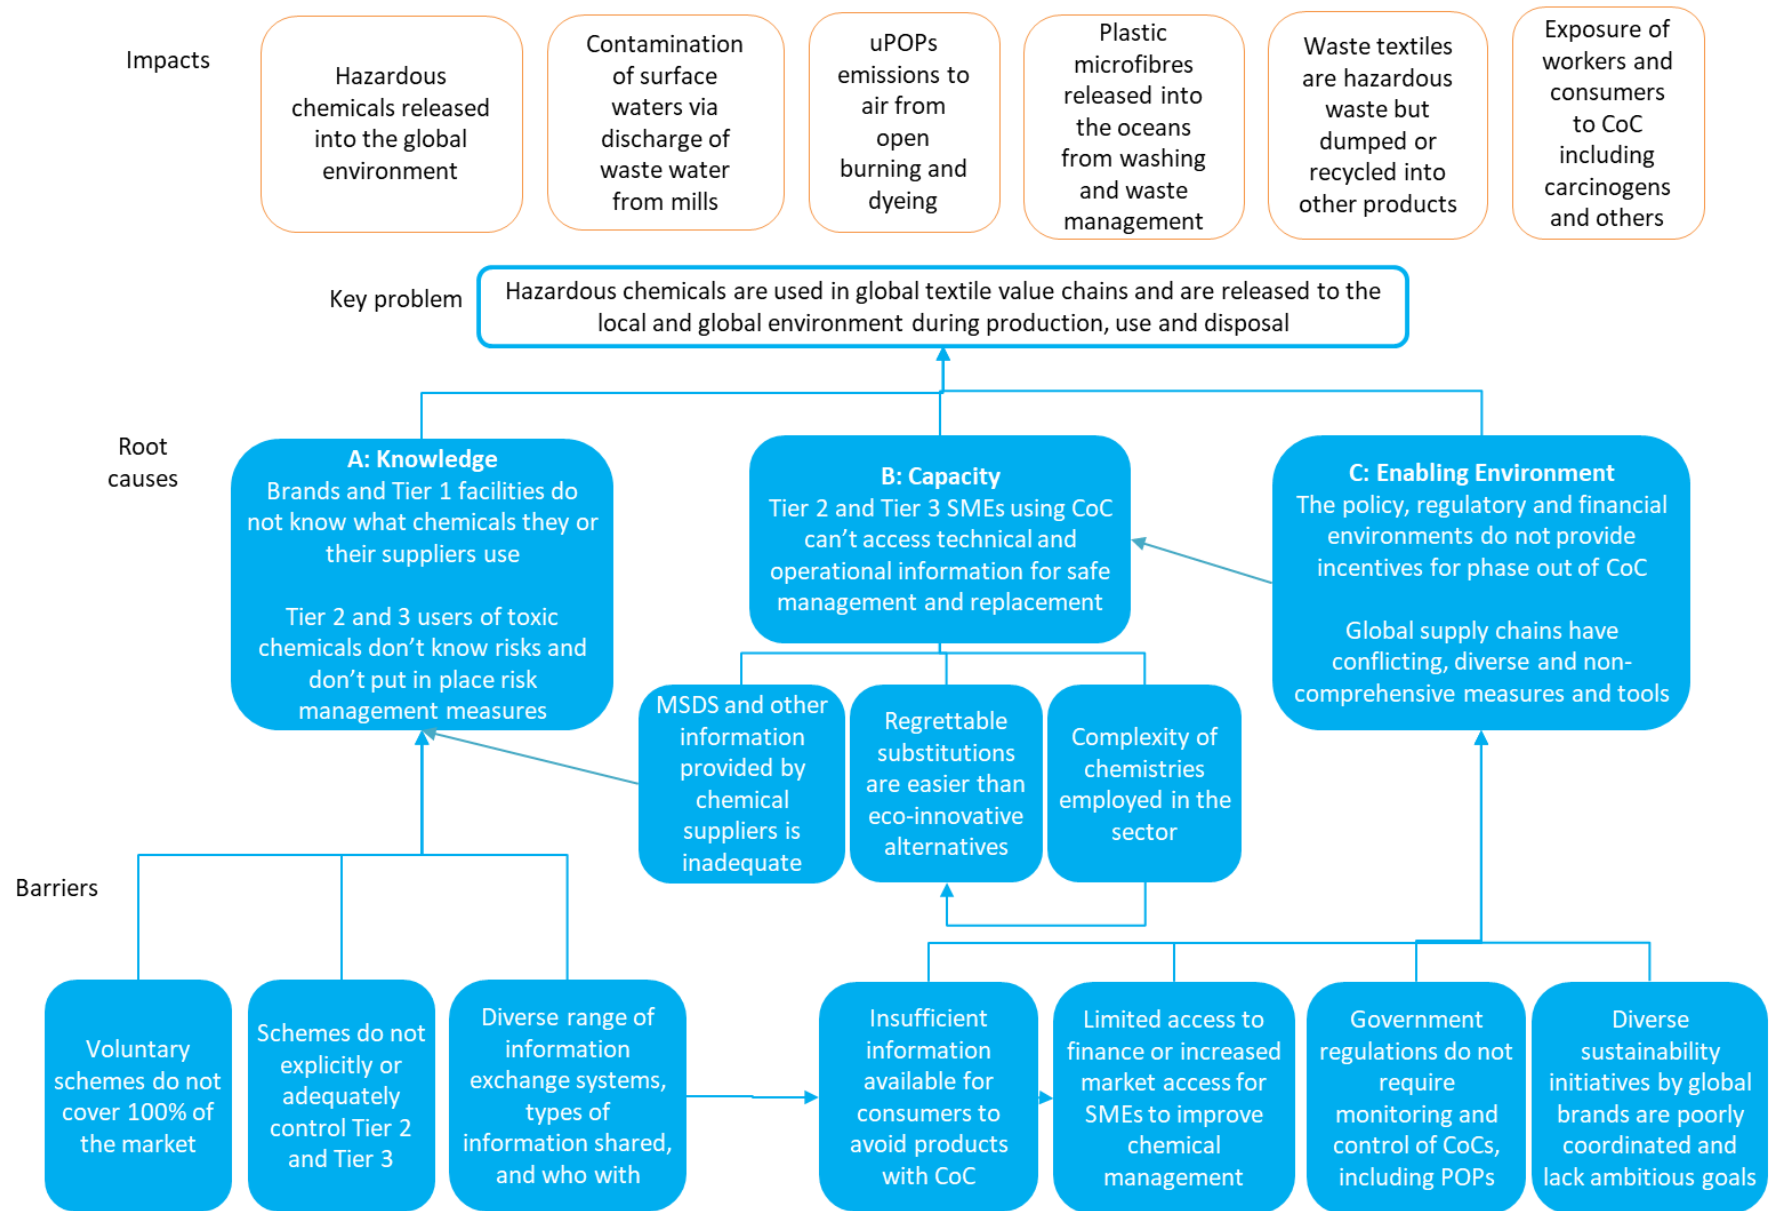 Impacts
Hazardous
chemicals released
into the global
environment
Contamination
of surface
waters via
discharge of
waste water
from mills
uPOPs
emissions to
air from
open
burning and
dyeing
Plastic
microfibres
released into
the oceans
from washing
and waste
management
Waste textiles
are hazardous
waste but
dumped or
recycled into
other products
Exposure of
workers and
consumers
to CoC
including
carcinogens
and others
Key problem
Hazardous chemicals are used in global textile value chains and are released to the
local and global environment during production, use and disposal
Root
causes
A: Knowledge
Brands and Tier 1 facilities do
not know what chemicals they or
their suppliers use
Tier 2 and 3 users of toxic
chemicals don’t know risks and
don’t put in place risk
management measures
B: Capacity
Tier 2 and Tier 3 SMEs using CoC
can’t access technical and
operational information for safe
management and replacement
C: Enabling Environment
The policy, regulatory and financial
environments do not provide
incentives for phase out of CoC
Global supply chains have
conflicting, diverse and non-
comprehensive measures and tools
MSDS and other
information
provided by
chemical
suppliers is
inadequate
Regrettable
substitutions
are easier than
eco-innovative
alternatives
Complexity of
chemistries
employed in the
sector
Barriers
Voluntary
schemes do not
cover 100% of
the market
Schemes do not
explicitly or
adequately
control Tier 2
and Tier 3
Diverse range of
information
exchange systems,
types of
information shared,
and who with
Insufficient
information
available for
consumers to
avoid products
with CoC
Limited access to
finance or increased
market access for
SMEs to improve
chemical
management
Government
regulations do not
require
monitoring and
control of CoCs,
including POPs
Diverse
sustainability
initiatives by global
brands are poorly
coordinated and
lack ambitious goals